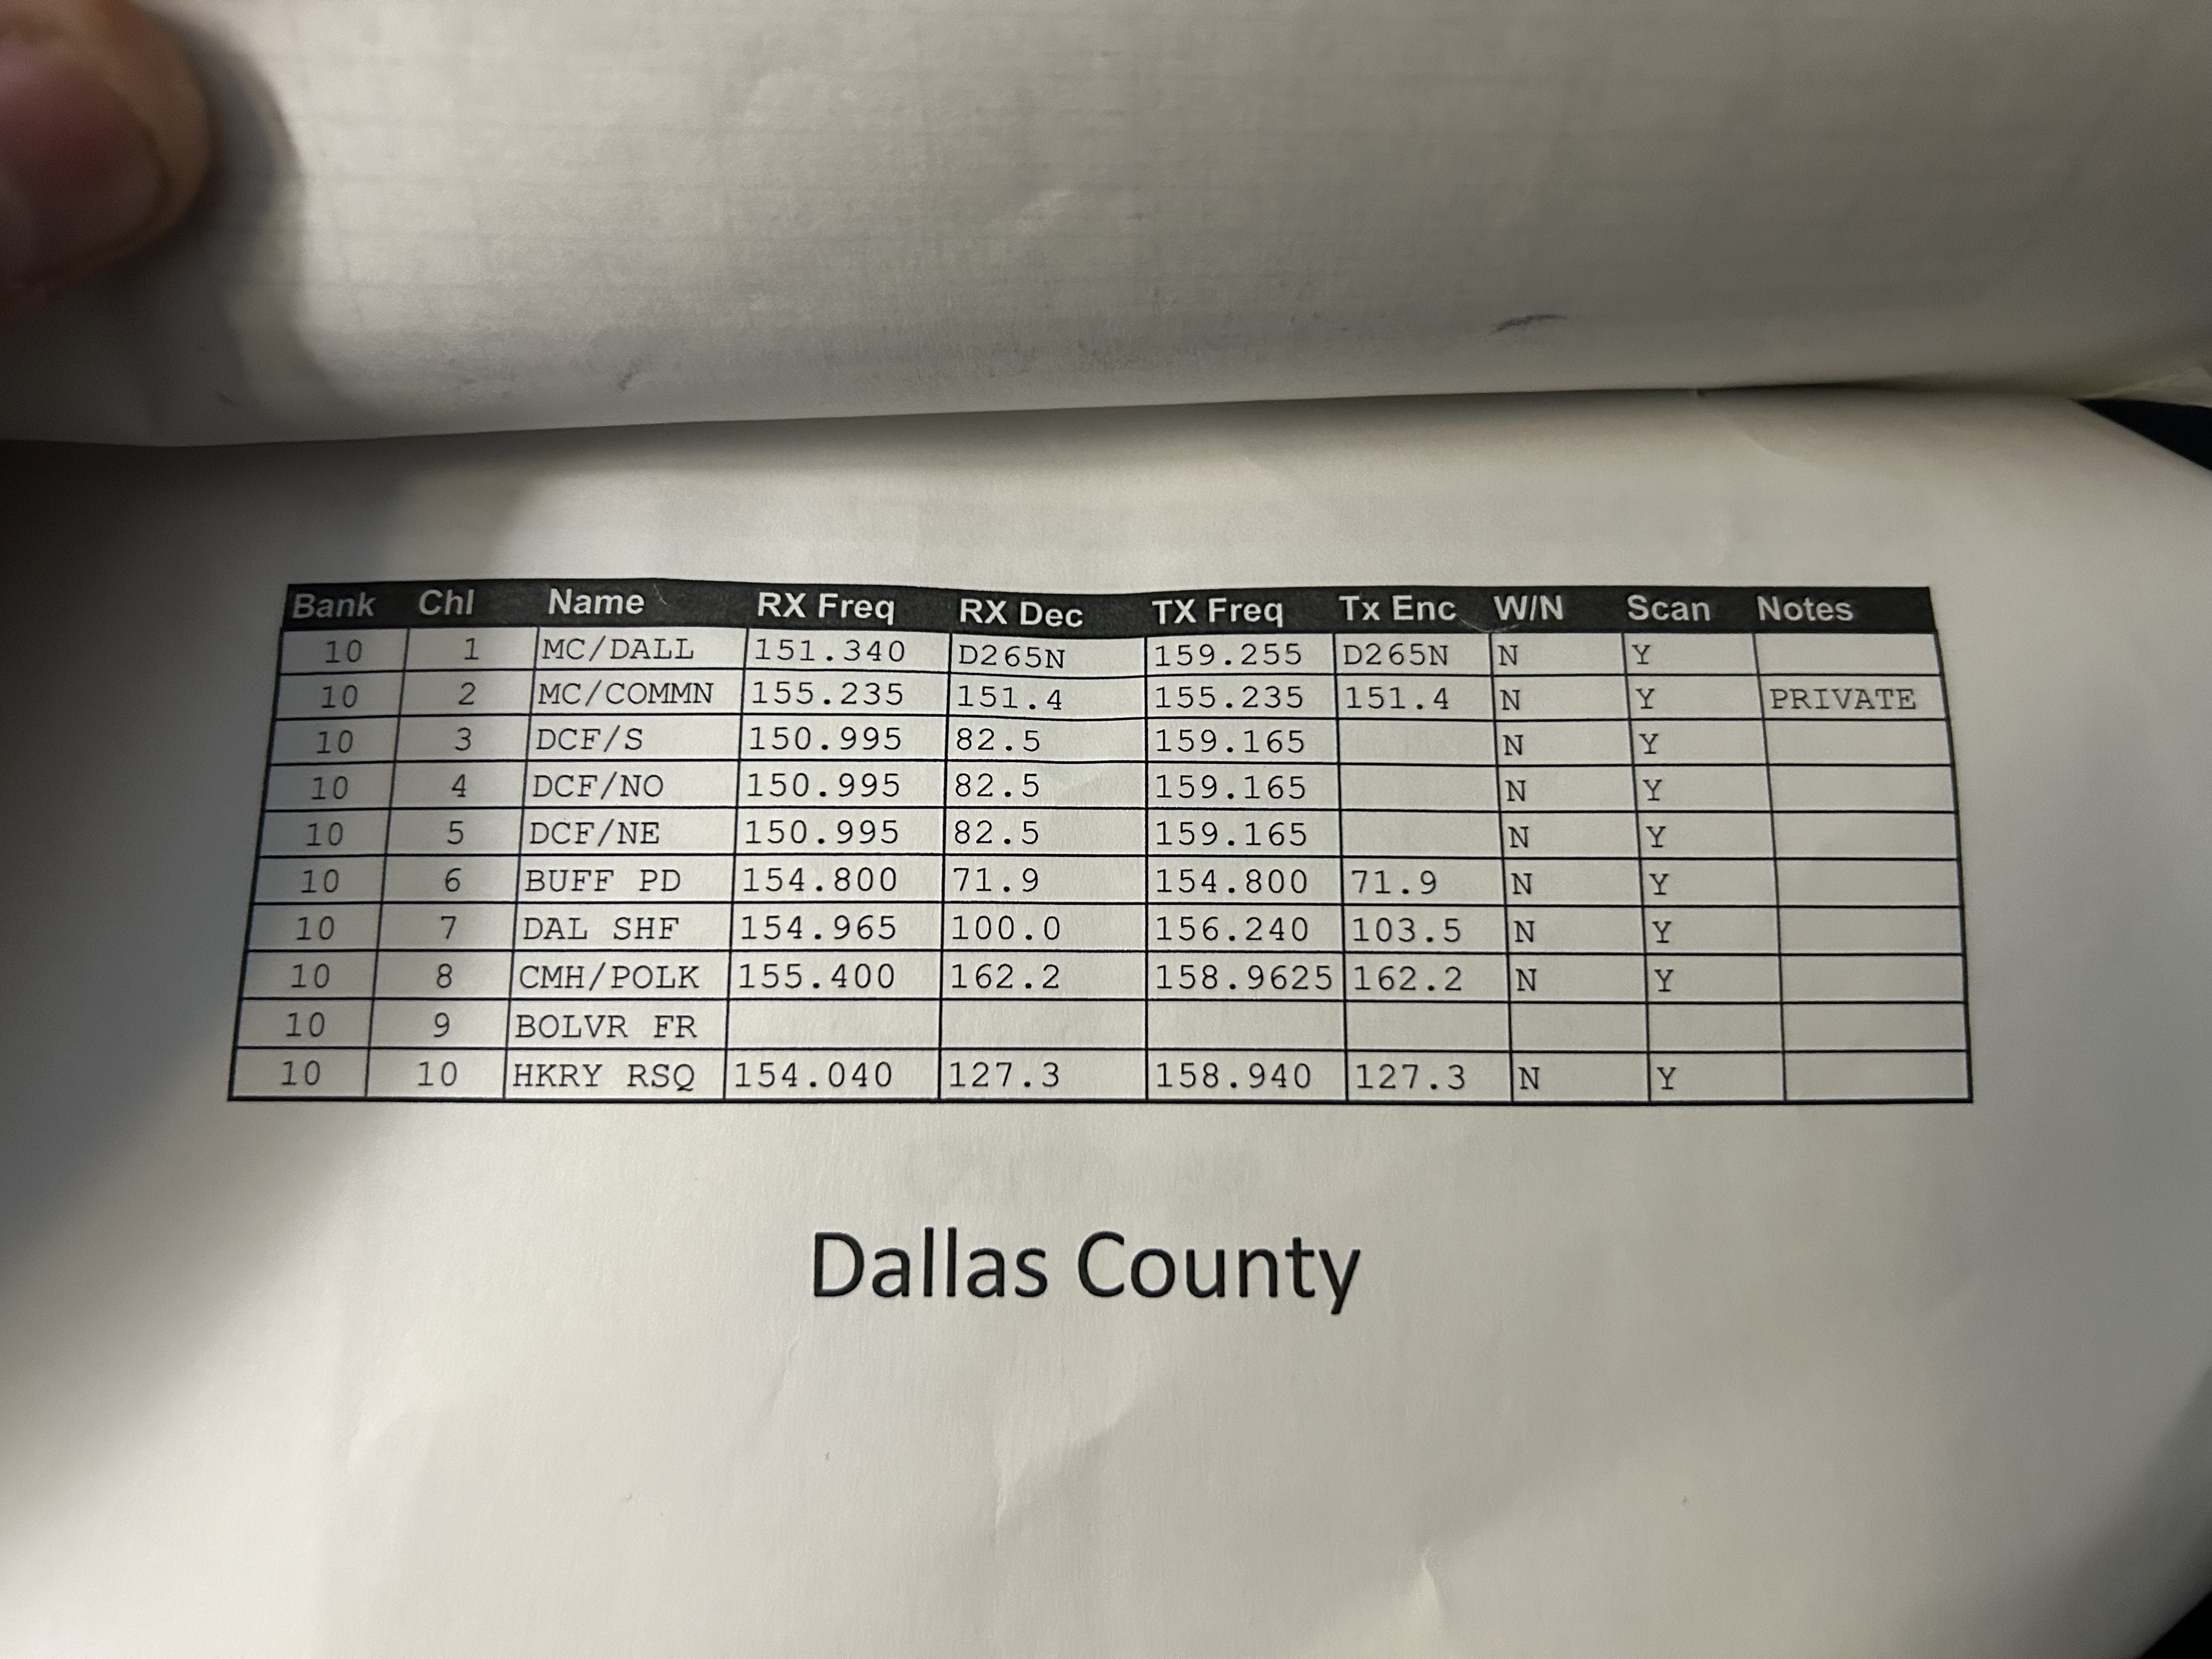 Bank Chl Name RX Freq RX Dec TX Freq Tx Enc W/N Scan Notes
10 1 MC/DALL 151.340 D265N 159.255 D265N N Y
10 2 MC/COMMN 155.235 151.4 155.235 151.4 N Y PRIVATE
10 3 DCF/S 150.995 82.5 159.165 N Y
10 4 DCF/NO 150.995 82.5 159.165 N Y
10 5 DCF/NE 150.995 82.5 159.165 N Y
10 6 BUFF PD 154.800 71.9 154.800 71.9 N Y
10 7 DAL SHF 154.965 100.0 156.240 103.5 N Y
10 8 CMH/POLK 155.400 162.2 158.9625 162.2 N Y
10 9 BOLVR FR
10 10 HKRY RSQ 154.040 127.3 158.940 127.3 N Y
Dallas County